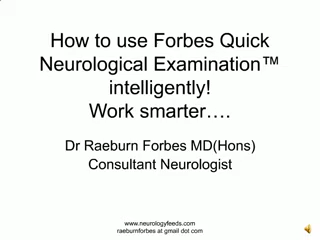 How to use Forbes Quick
Neurological Examination™
intelligently!
Work smarter….
Dr Raeburn Forbes MD(Hons)
Consultant Neurologist
www.neurologyfeeds.com
raeburnforbes at gmail dot com